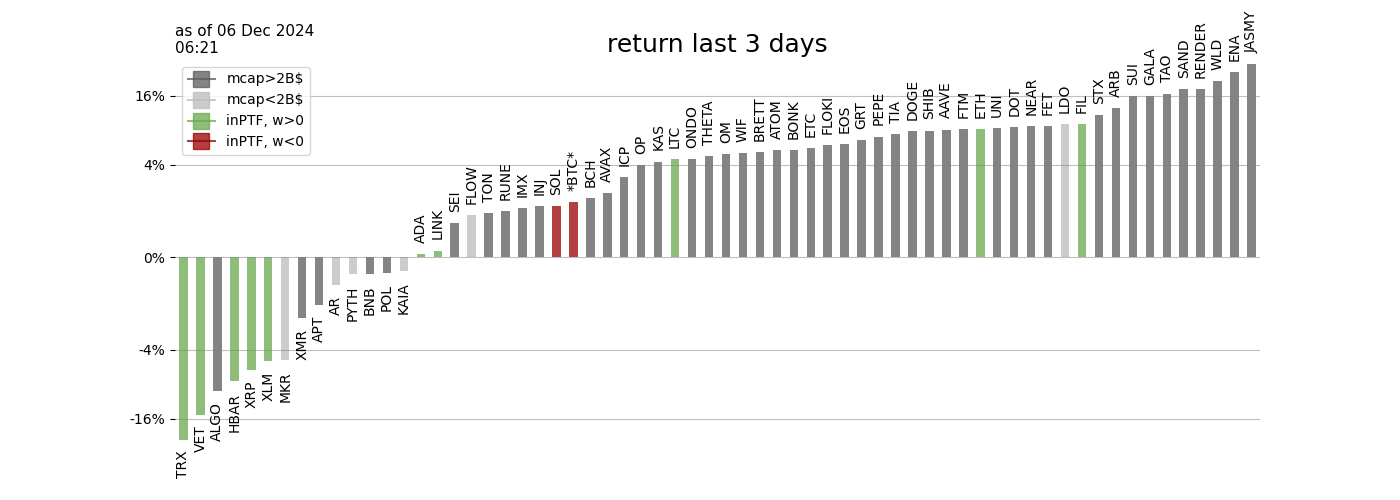 as of 06 Dec 2024
06:21
return last 3 days
mcap>2B$
mcap<2B$
inPTF, w>0
inPTF, w<0
16%
4%
0%
-4%
-16%
TRX
VET
ALGO
HBAR
XRP
XLM
MKR
XMR
APT
AR
PYTH
BNB
POL
KAIA
ADA
LINK
SEI
FLOW
TON
RUNE
IMX
INJ
SOL
*BTC*
BCH
AVAX
ICP
OP
KAS
LTC
ONDO
THETA
OM
WIF
BRETT
ATOM
BONK
ETC
FLOKI
EOS
GRT
PEPE
TIA
DOGE
SHIB
AAVE
FTM
ETH
UNI
DOT
NEAR
FET
LDO
FIL
STX
ARB
SUI
GALA
TAO
SAND
RENDER
WLD
ENA
JASMY